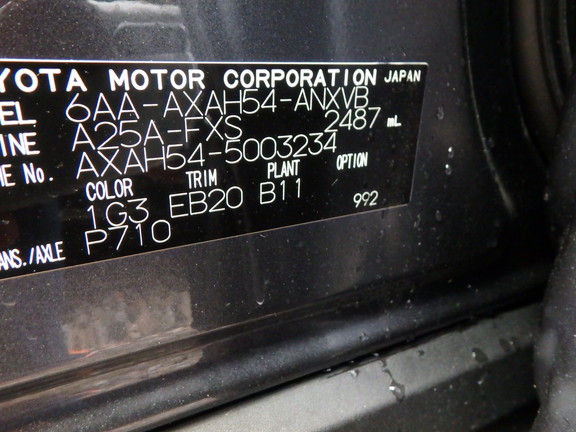 YOTA MOTOR CORPORATION JAPAN
EL 6AA-AXAH54-ANXVB
INE A25A-FXS 2487 mL
E No. AXAH54-5003234
COLOR TRIM PLANT OPTION
1G3 EB20 B11 992
ANS./AXLE P710